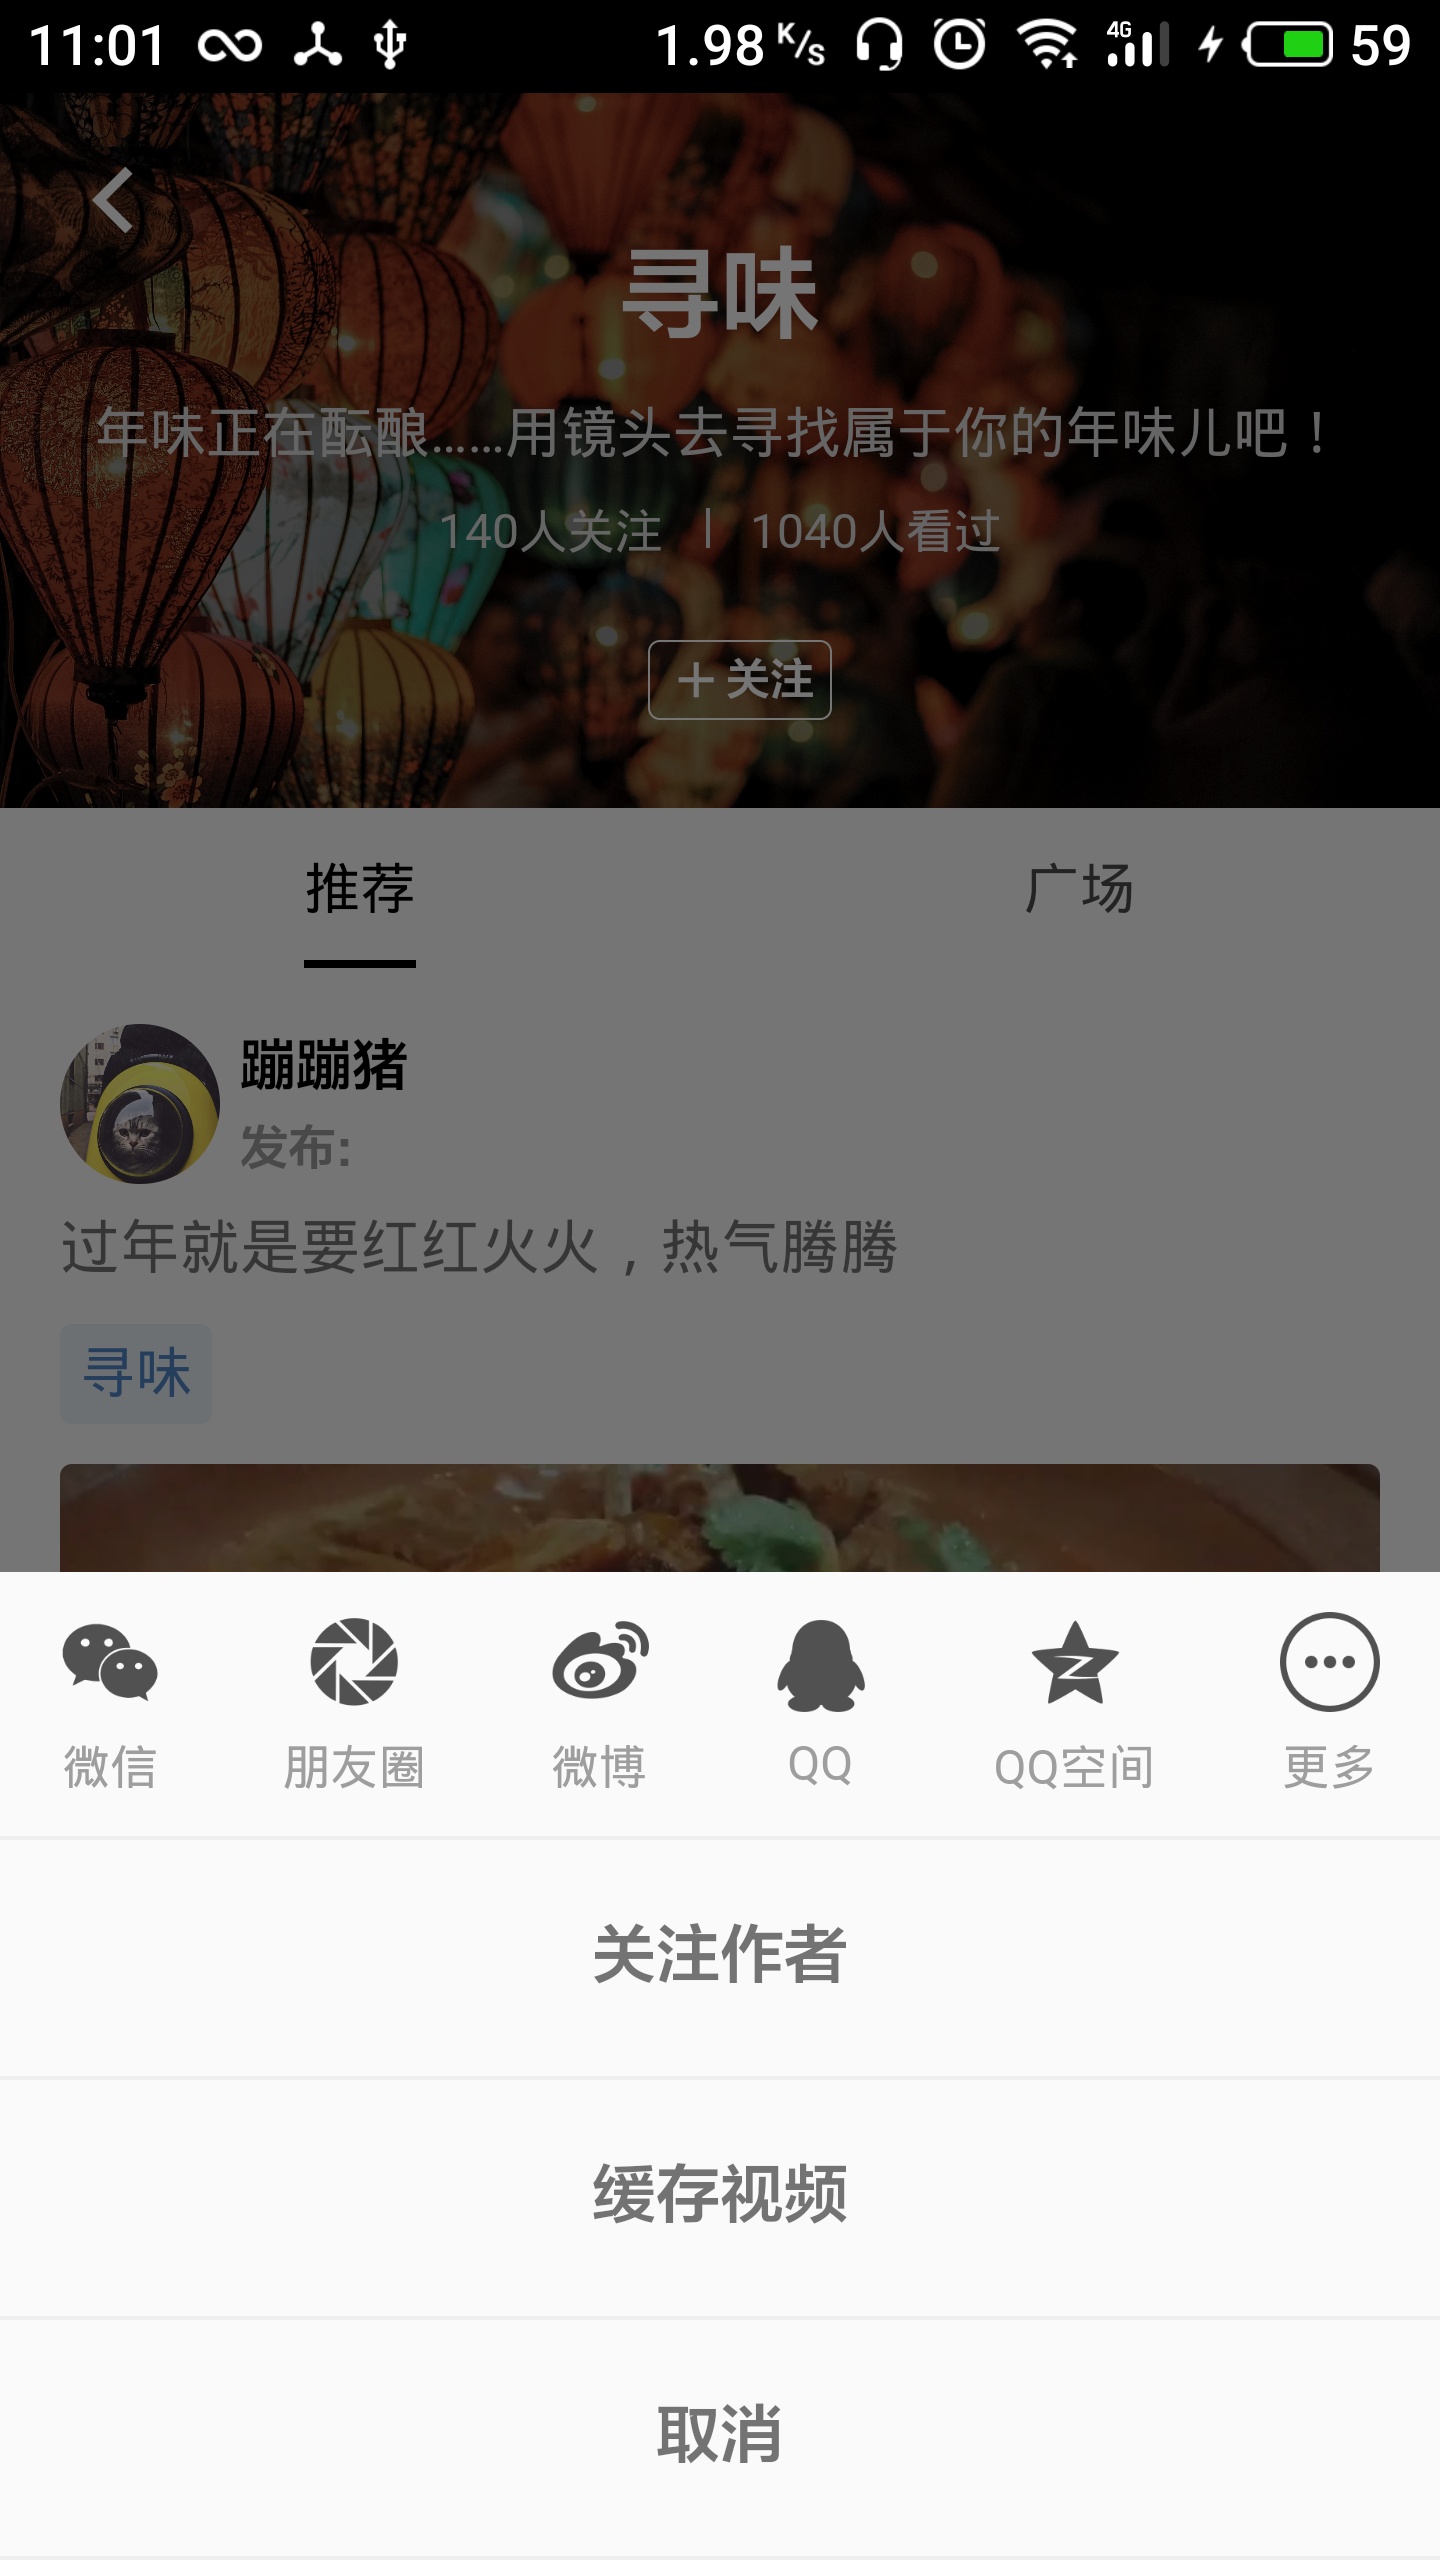 11:01 1.98 K/s 4G 59
寻味
年味正在酝酿……用镜头去寻找属于你的年味儿吧！
140人关注 | 1040人看过
＋关注
推荐 广场
蹦蹦猪
发布:
过年就是要红红火火，热气腾腾
寻味
微信 朋友圈 微博 QQ QQ空间 更多
关注作者
缓存视频
取消